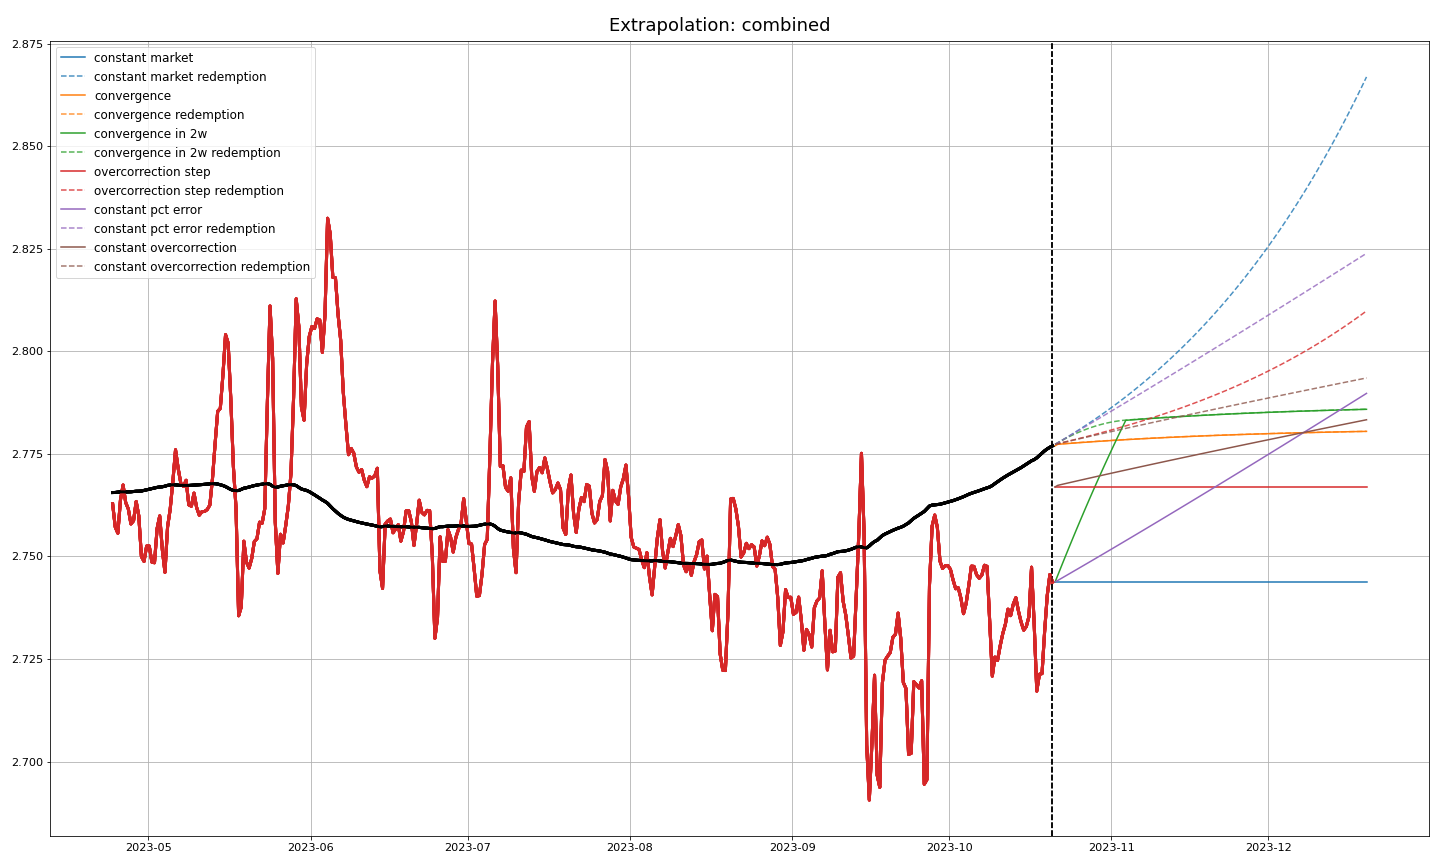 Extrapolation: combined
2.875
2.850
2.825
2.800
2.775
2.750
2.725
2.700
constant market
constant market redemption
convergence
convergence redemption
convergence in 2w
convergence in 2w redemption
overcorrection step
overcorrection step redemption
constant pct error
constant pct error redemption
constant overcorrection
constant overcorrection redemption
2023-05
2023-06
2023-07
2023-08
2023-09
2023-10
2023-11
2023-12